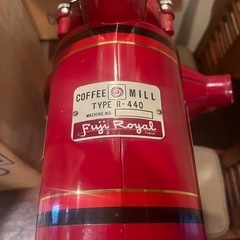 COFFEE MILL
TYPE R-440
MACHINE NO.
Fuji Royal